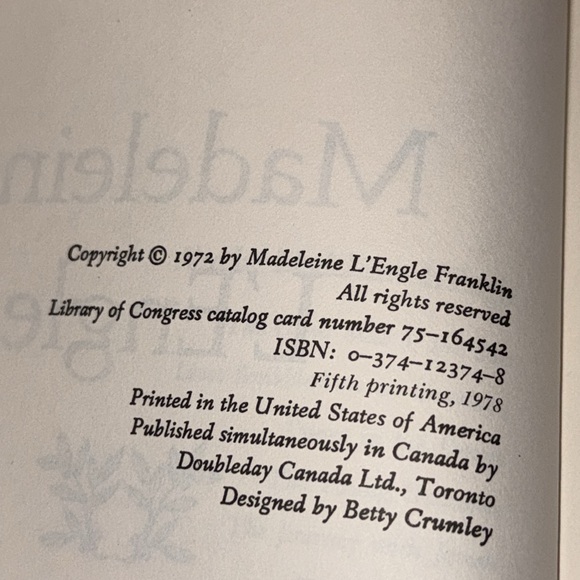 Copyright © 1972 by Madeleine L'Engle Franklin
All rights reserved
Library of Congress catalog card number 75–164542
ISBN: 0–374–12374–8
Fifth printing, 1978
Printed in the United States of America
Published simultaneously in Canada by
Doubleday Canada Ltd., Toronto
Designed by Betty Crumley